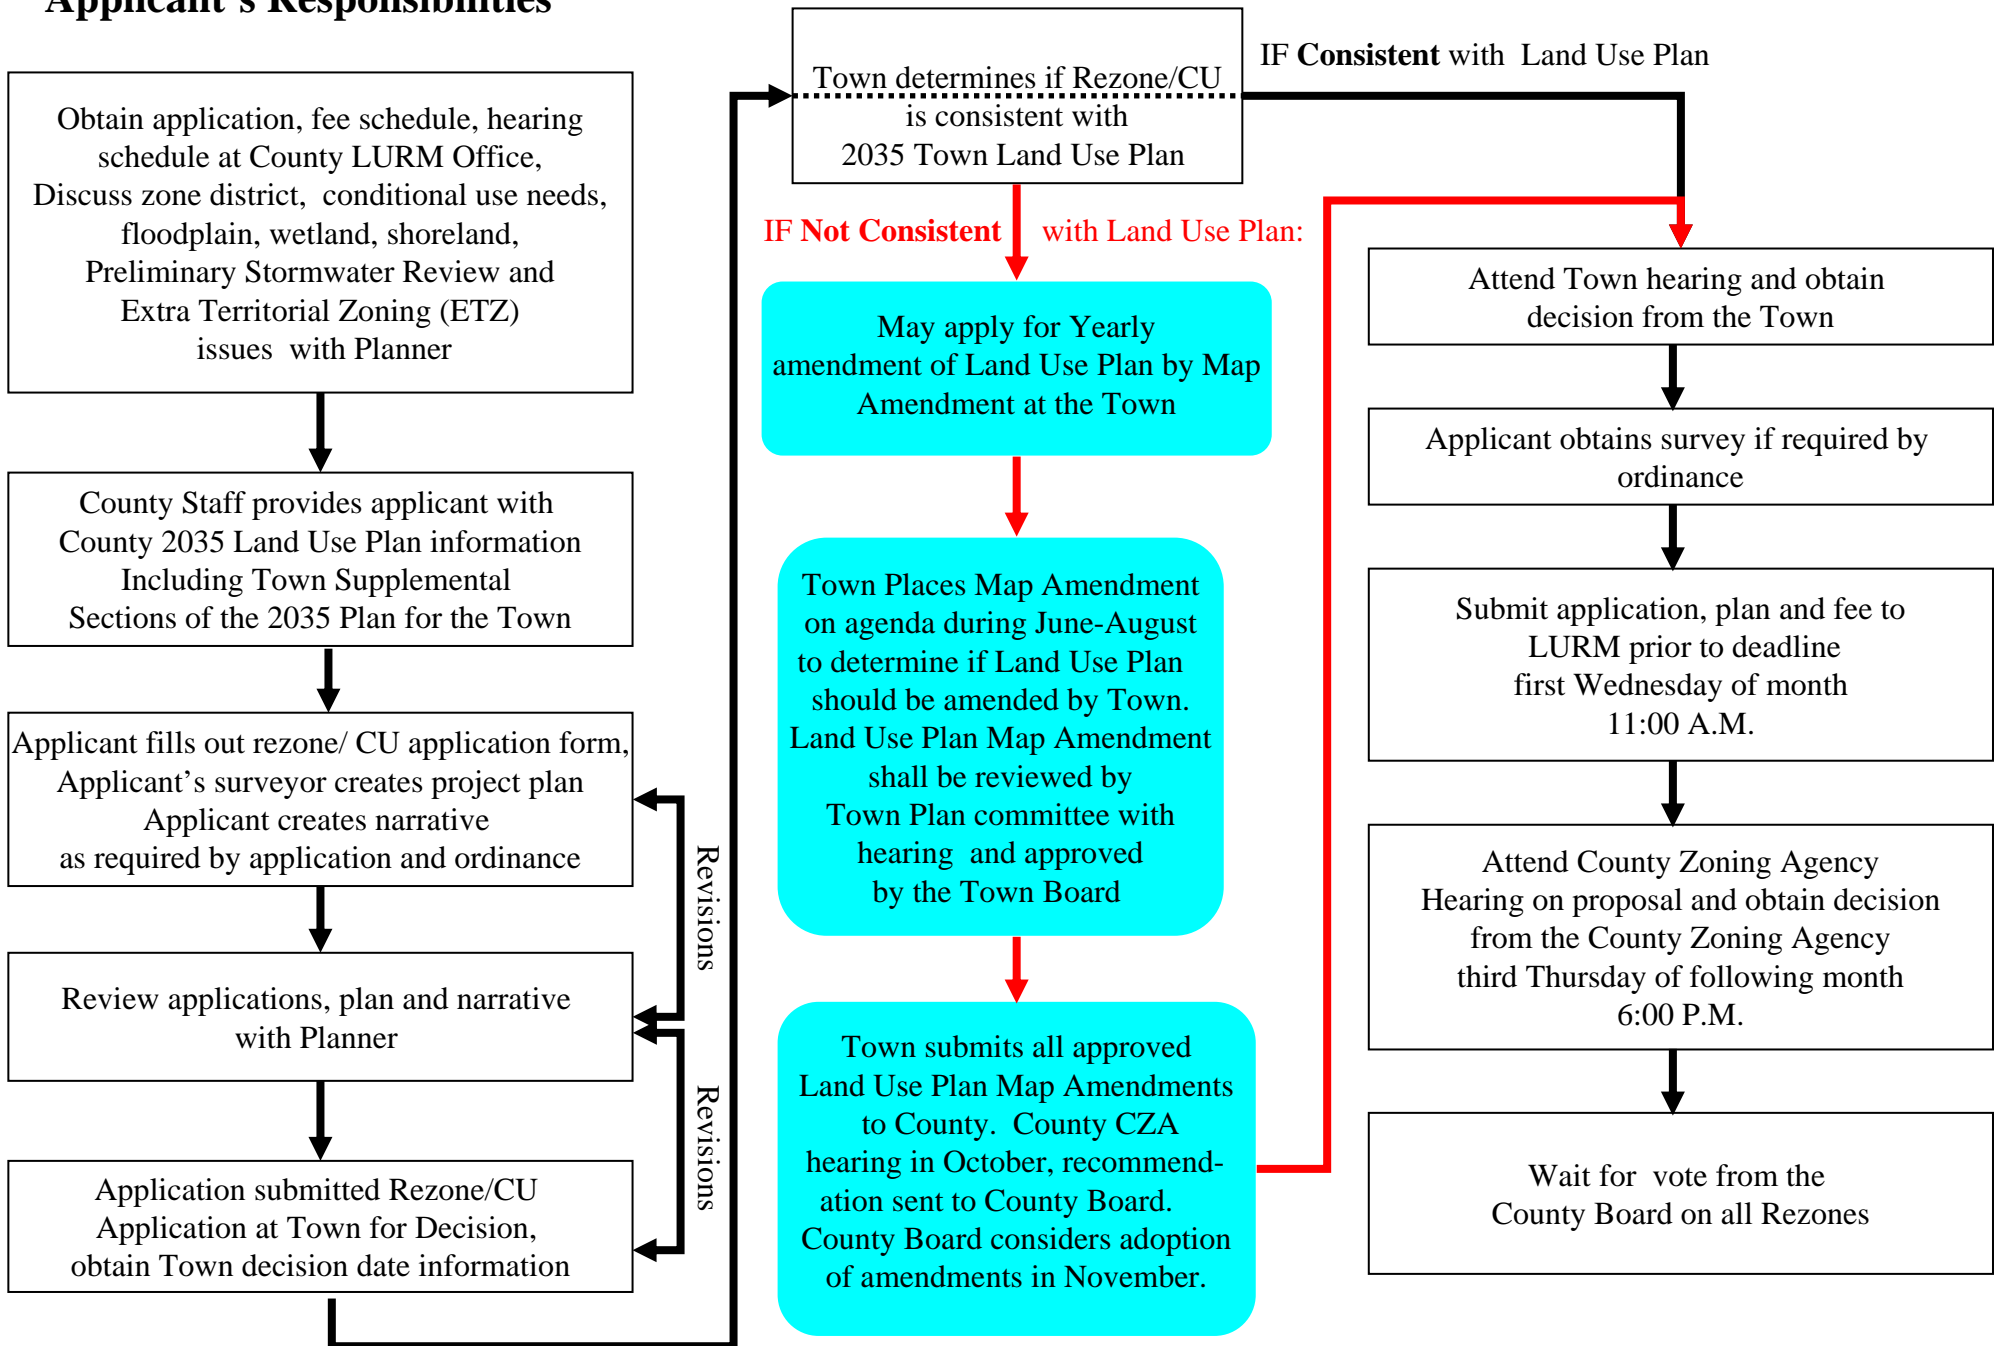 Applicant's Responsibilities
Obtain application, fee schedule, hearing
schedule at County LURM Office,
Discuss zone district, conditional use needs,
floodplain, wetland, shoreland,
Preliminary Stormwater Review and
Extra Territorial Zoning (ETZ)
issues with Planner
County Staff provides applicant with
County 2035 Land Use Plan information
Including Town Supplemental
Sections of the 2035 Plan for the Town
Applicant fills out rezone/ CU application form,
Applicant's surveyor creates project plan
Applicant creates narrative
as required by application and ordinance
Revisions
Review applications, plan and narrative
with Planner
Revisions
Application submitted Rezone/CU
Application at Town for Decision,
obtain Town decision date information
Town determines if Rezone/CU
is consistent with
2035 Town Land Use Plan
IF Consistent with Land Use Plan
IF Not Consistent with Land Use Plan:
May apply for Yearly
amendment of Land Use Plan by Map
Amendment at the Town
Town Places Map Amendment
on agenda during June-August
to determine if Land Use Plan
should be amended by Town.
Land Use Plan Map Amendment
shall be reviewed by
Town Plan committee with
hearing and approved
by the Town Board
Town submits all approved
Land Use Plan Map Amendments
to County. County CZA
hearing in October, recommend-
ation sent to County Board.
County Board considers adoption
of amendments in November.
Attend Town hearing and obtain
decision from the Town
Applicant obtains survey if required by
ordinance
Submit application, plan and fee to
LURM prior to deadline
first Wednesday of month
11:00 A.M.
Attend County Zoning Agency
Hearing on proposal and obtain decision
from the County Zoning Agency
third Thursday of following month
6:00 P.M.
Wait for vote from the
County Board on all Rezones